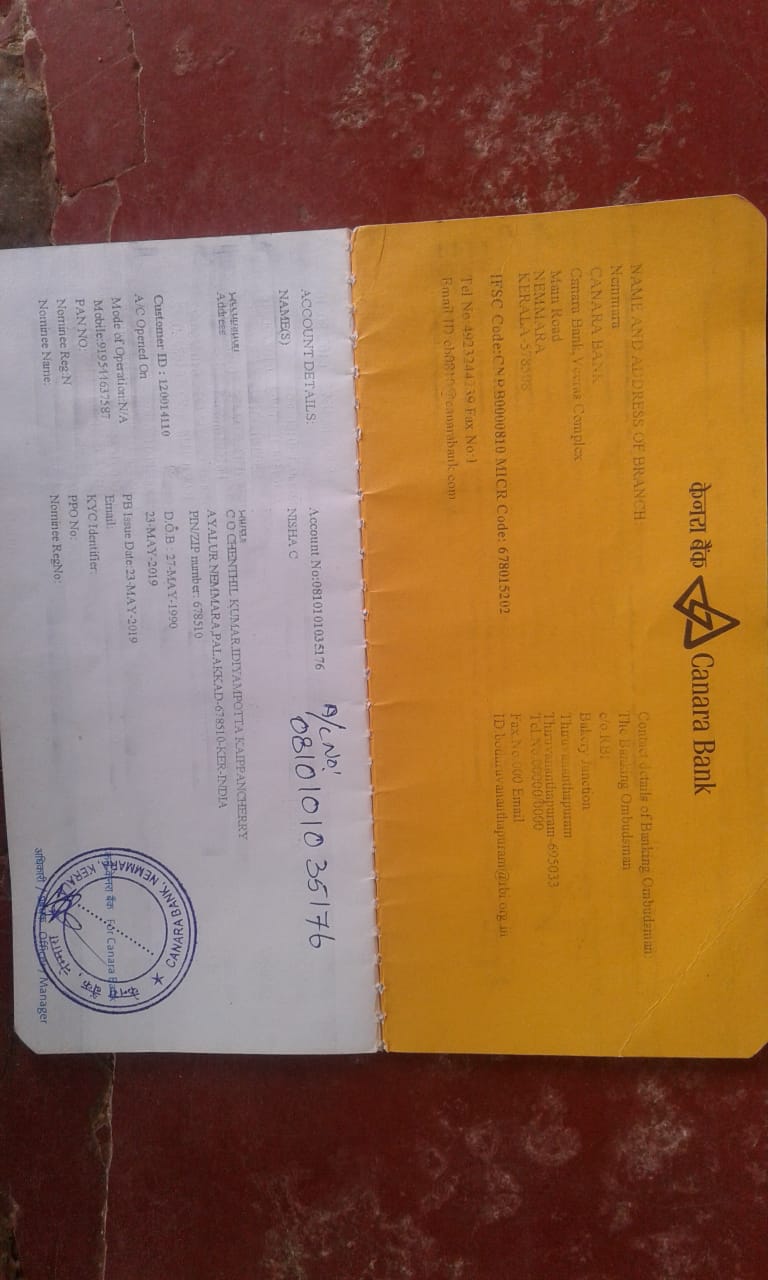 केनरा बैंक Canara Bank
NAME AND ADDRESS OF BRANCH:
Nemmara
CANARA BANK
Canara Bank,Veeras Complex
Main Road
NEMMARA
KERALA-578508
IFSC Code:CNRB0000810 MICR Code: 678015202
Tel No:4923244239 Fax No:1
Email ID:cb0810@canarabank.com
Contact details of Banking Ombudsman:
The Banking Ombudsman
c/o RBI
Bakery Junction
Thiruvananthapuram
Thiruvananthapuram-695033
Tel.No.00000/0000
Fax.No.000 Email
ID.bothiruvananthapuram@rbi.org.in
ACCOUNT DETAILS: Account No:0810101035176
A/C No:
0810101035176
NAME(S) NISHA C
Occupation
Address C O CHENTHIL KUMAR,IDIYAMPOTTA KAIPPANCHERRY
AYALUR NEMMARA,PALAKKAD-678510-KER-INDIA
PIN/ZIP number: 678510
Customer ID : 120014110 D.O.B : 27-MAY-1990
A/C Opened On 23-MAY-2019
Mode of Operation:N/A PB Issue Date:23-MAY-2019
Mobile:919544637587 Email:
PAN NO: KYC Identifier:
Nominee Reg:N PPO No:
Nominee Name: Nominee RegNo:
केनरा बैंक For Canara Bank
अधिकारी / प्रबंधक Officer / Manager
CANARA BANK, NEMMARA, KERALA
केनरा बैंक, नेम्मारा